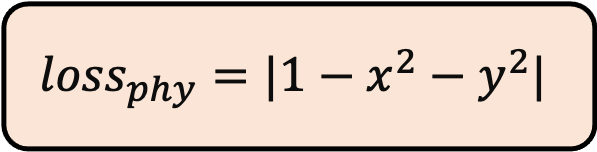 loss_phy = |1 − x² − y²|